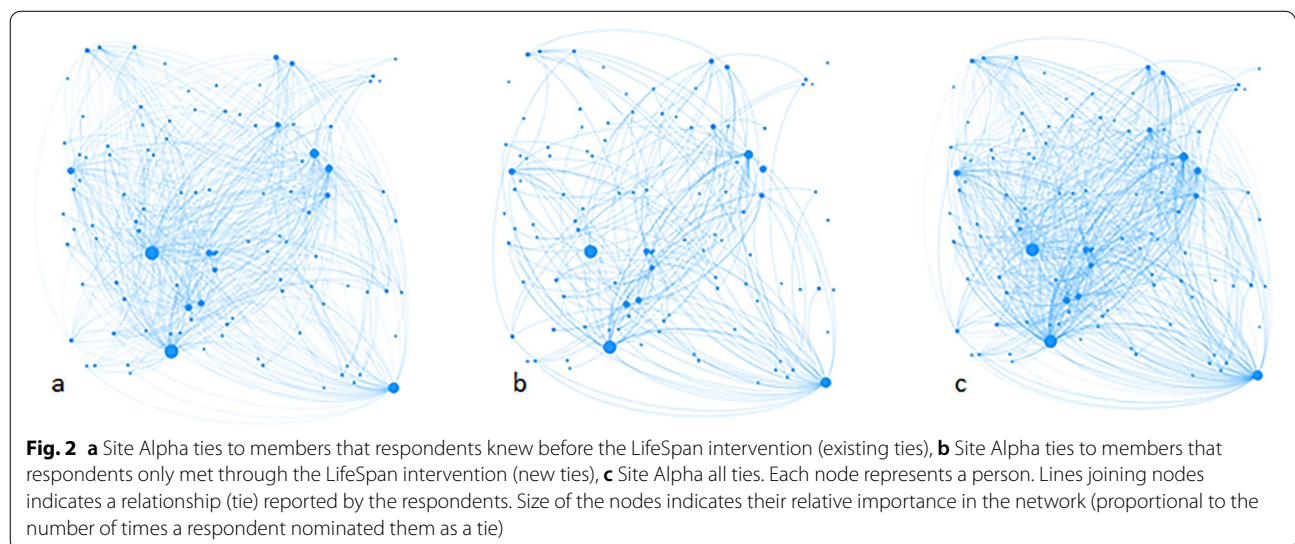 a
b
c
Fig. 2 a Site Alpha ties to members that respondents knew before the LifeSpan intervention (existing ties), b Site Alpha ties to members that
respondents only met through the LifeSpan intervention (new ties), c Site Alpha all ties. Each node represents a person. Lines joining nodes
indicates a relationship (tie) reported by the respondents. Size of the nodes indicates their relative importance in the network (proportional to the
number of times a respondent nominated them as a tie)